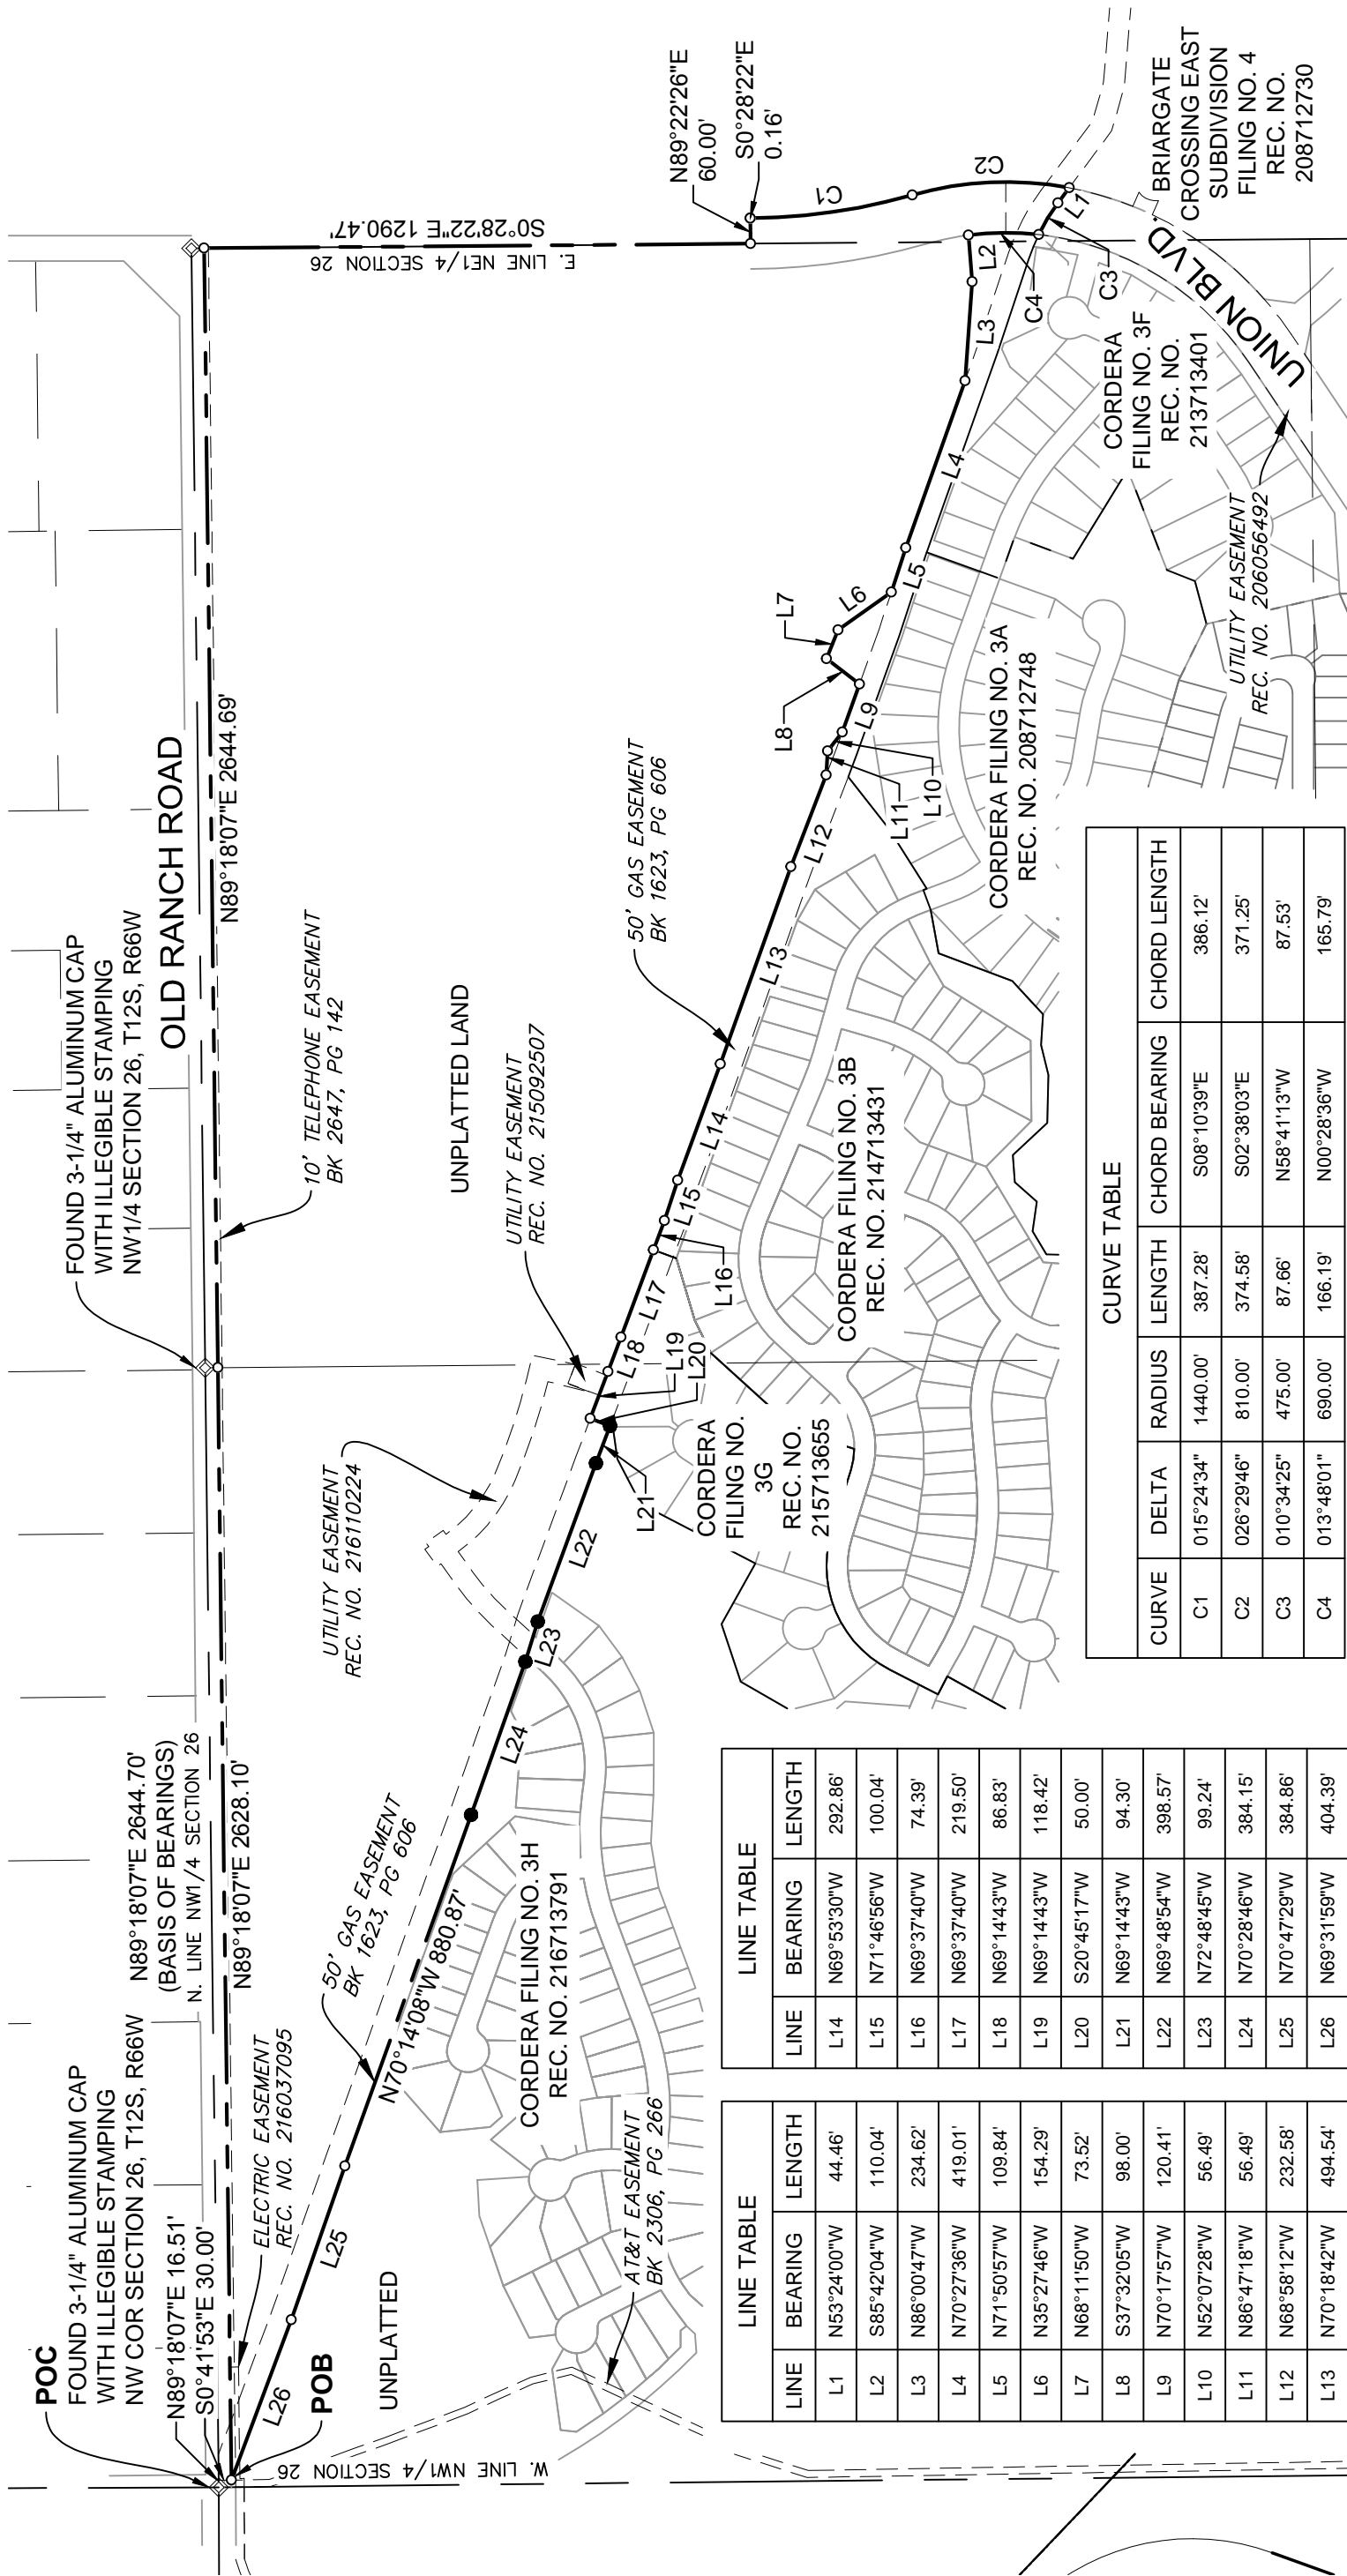 POC
FOUND 3-1/4" ALUMINUM CAP
WITH ILLEGIBLE STAMPING
NW COR SECTION 26, T12S, R66W
N89°18'07"E 16.51'
S0°41'53"E 30.00'
ELECTRIC EASEMENT
REC. NO. 216037095
POB
UNPLATTED
W. LINE NW1/4 SECTION 26
N89°18'07"E 2644.70'
(BASIS OF BEARINGS)
N. LINE NW1/4 SECTION 26
N89°18'07"E 2628.10'
FOUND 3-1/4" ALUMINUM CAP
WITH ILLEGIBLE STAMPING
NW1/4 SECTION 26, T12S, R66W
OLD RANCH ROAD
N89°18'07"E 2644.69'
10' TELEPHONE EASEMENT
BK 2647, PG 142
UNPLATTED LAND
S0°28'22"E 1290.47'
E. LINE NE1/4 SECTION 26
N89°22'26"E
60.00'
S0°28'22"E
0.16'
C1
C2
L1
C3
C4
L2
L3
L4
L5
L6
L7
L8
L9
L10
L11
L12
L13
L14
L15
L16
L17
L18
L19
L20
L21
L22
L23
L24
N70°14'08"W 880.87'
L25
L26
BRIARGATE
CROSSING EAST
SUBDIVISION
FILING NO. 4
REC. NO.
208712730
UNION BLVD.
CORDERA
FILING NO. 3F
REC. NO.
213713401
UTILITY EASEMENT
REC. NO. 206056492
CORDERA FILING NO. 3A
REC. NO. 208712748
50' GAS EASEMENT
BK 1623, PG 606
UTILITY EASEMENT
REC. NO. 215092507
CORDERA FILING NO. 3B
REC. NO. 214713431
UTILITY EASEMENT
REC. NO. 216110224
CORDERA
FILING NO.
3G
REC. NO.
215713655
50' GAS EASEMENT
BK 1623, PG 606
CORDERA FILING NO. 3H
REC. NO. 216713791
AT&T EASEMENT
BK 2306, PG 266
LINE TABLE
LINE BEARING LENGTH
L1 N53°24'00"W 44.46'
L2 S85°42'04"W 110.04'
L3 N86°00'47"W 234.62'
L4 N70°27'36"W 419.01'
L5 N71°50'57"W 109.84'
L6 N35°27'46"W 154.29'
L7 N68°11'50"W 73.52'
L8 S37°32'05"W 98.00'
L9 N70°17'57"W 120.41'
L10 N52°07'28"W 56.49'
L11 N86°47'18"W 56.49'
L12 N68°58'12"W 232.58'
L13 N70°18'42"W 494.54'
LINE TABLE
LINE BEARING LENGTH
L14 N69°53'30"W 292.86'
L15 N71°46'56"W 100.04'
L16 N69°37'40"W 74.39'
L17 N69°37'40"W 219.50'
L18 N69°14'43"W 86.83'
L19 N69°14'43"W 118.42'
L20 S20°45'17"W 50.00'
L21 N69°14'43"W 94.30'
L22 N69°48'54"W 398.57'
L23 N72°48'45"W 99.24'
L24 N70°28'46"W 384.15'
L25 N70°47'29"W 384.86'
L26 N69°31'59"W 404.39'
CURVE TABLE
CURVE DELTA RADIUS LENGTH CHORD BEARING CHORD LENGTH
C1 015°24'34" 1440.00' 387.28' S08°10'39"E 386.12'
C2 026°29'46" 810.00' 374.58' S02°38'03"E 371.25'
C3 010°34'25" 475.00' 87.66' N58°41'13"W 87.53'
C4 013°48'01" 690.00' 166.19' N00°28'36"W 165.79'